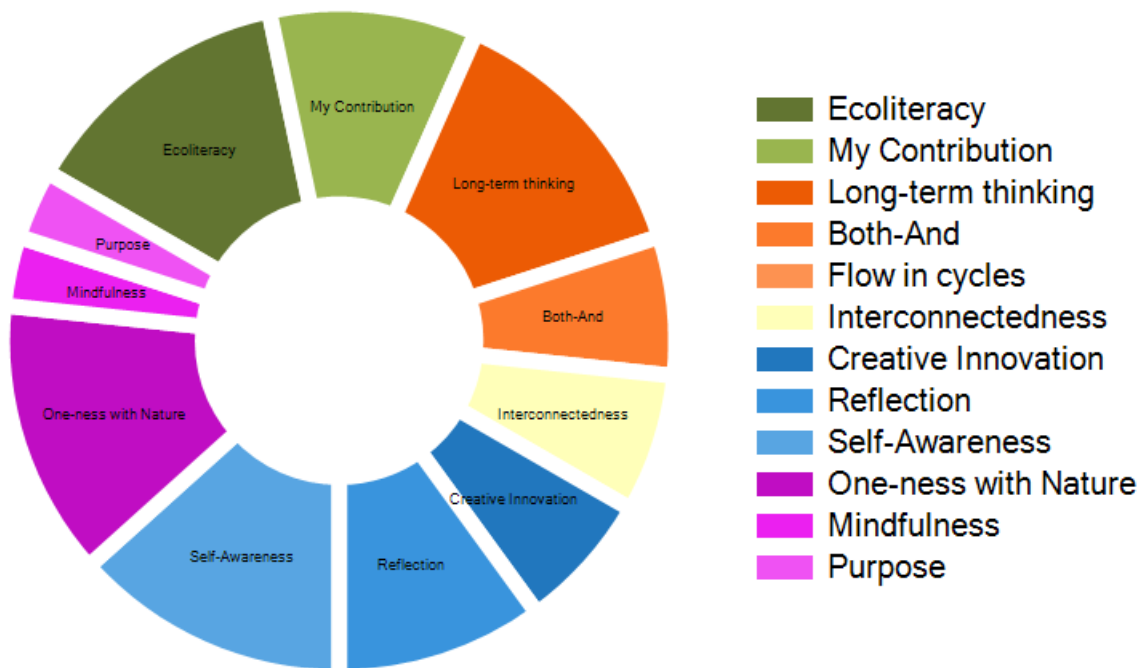 My Contribution
Ecoliteracy
Long-term thinking
Purpose
Mindfulness
Both-And
One-ness with Nature
Interconnectedness
Creative Innovation
Self-Awareness
Reflection
Ecoliteracy
My Contribution
Long-term thinking
Both-And
Flow in cycles
Interconnectedness
Creative Innovation
Reflection
Self-Awareness
One-ness with Nature
Mindfulness
Purpose